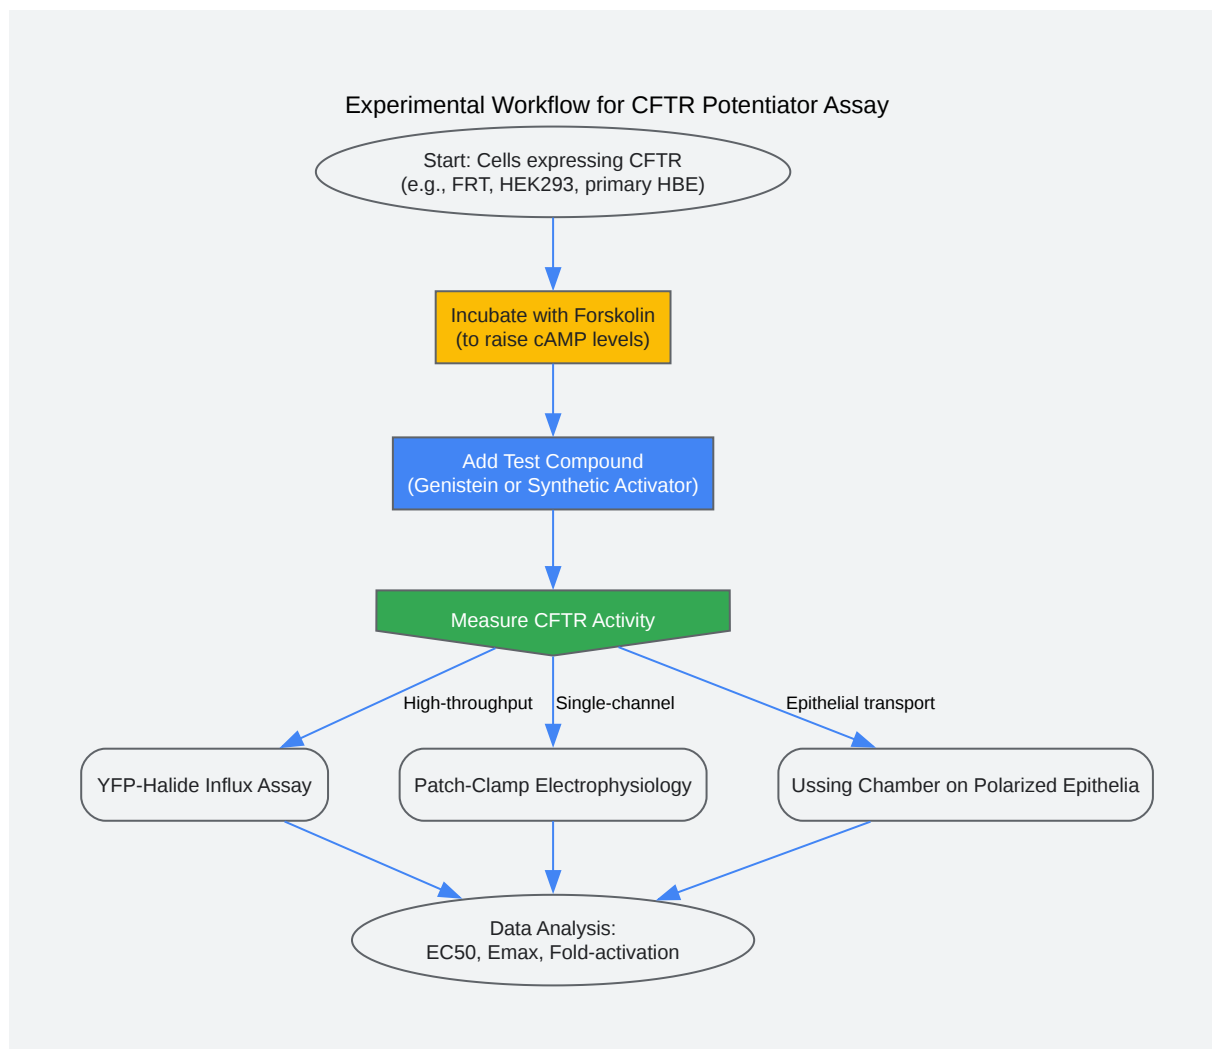 Experimental Workflow for CFTR Potentiator Assay
Start: Cells expressing CFTR
(e.g., FRT, HEK293, primary HBE)
Incubate with Forskolin
(to raise cAMP levels)
Add Test Compound
(Genistein or Synthetic Activator)
Measure CFTR Activity
High-throughput
Single-channel
Epithelial transport
YFP-Halide Influx Assay
Patch-Clamp Electrophysiology
Ussing Chamber on Polarized Epithelia
Data Analysis:
EC50, Emax, Fold-activation